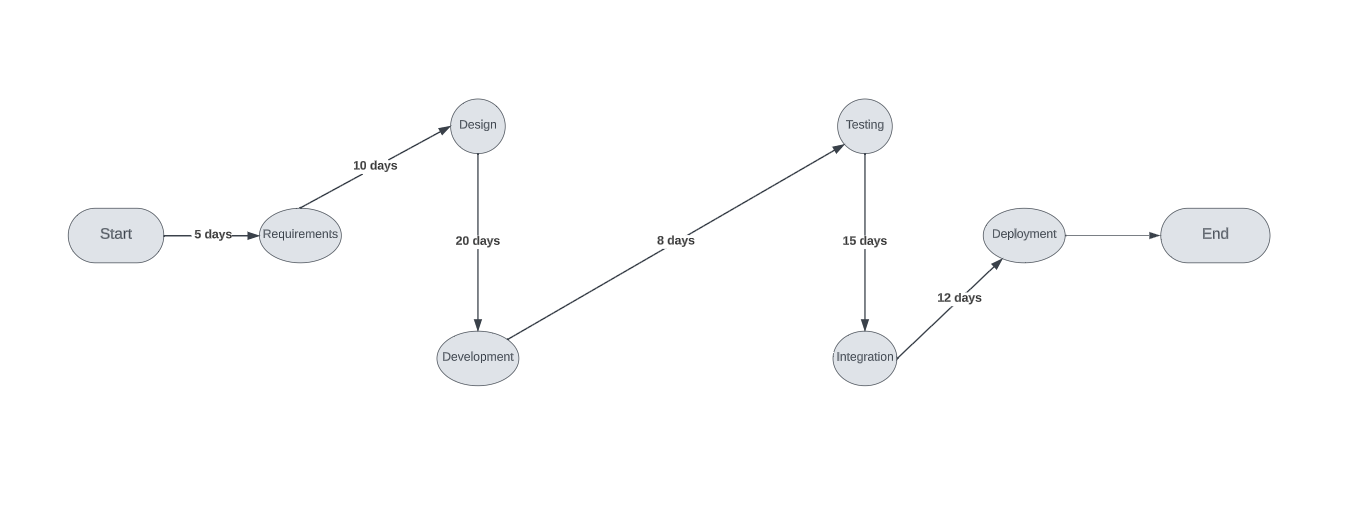 Start
5 days
Requirements
10 days
Design
20 days
Development
8 days
Testing
15 days
Integration
12 days
Deployment
End